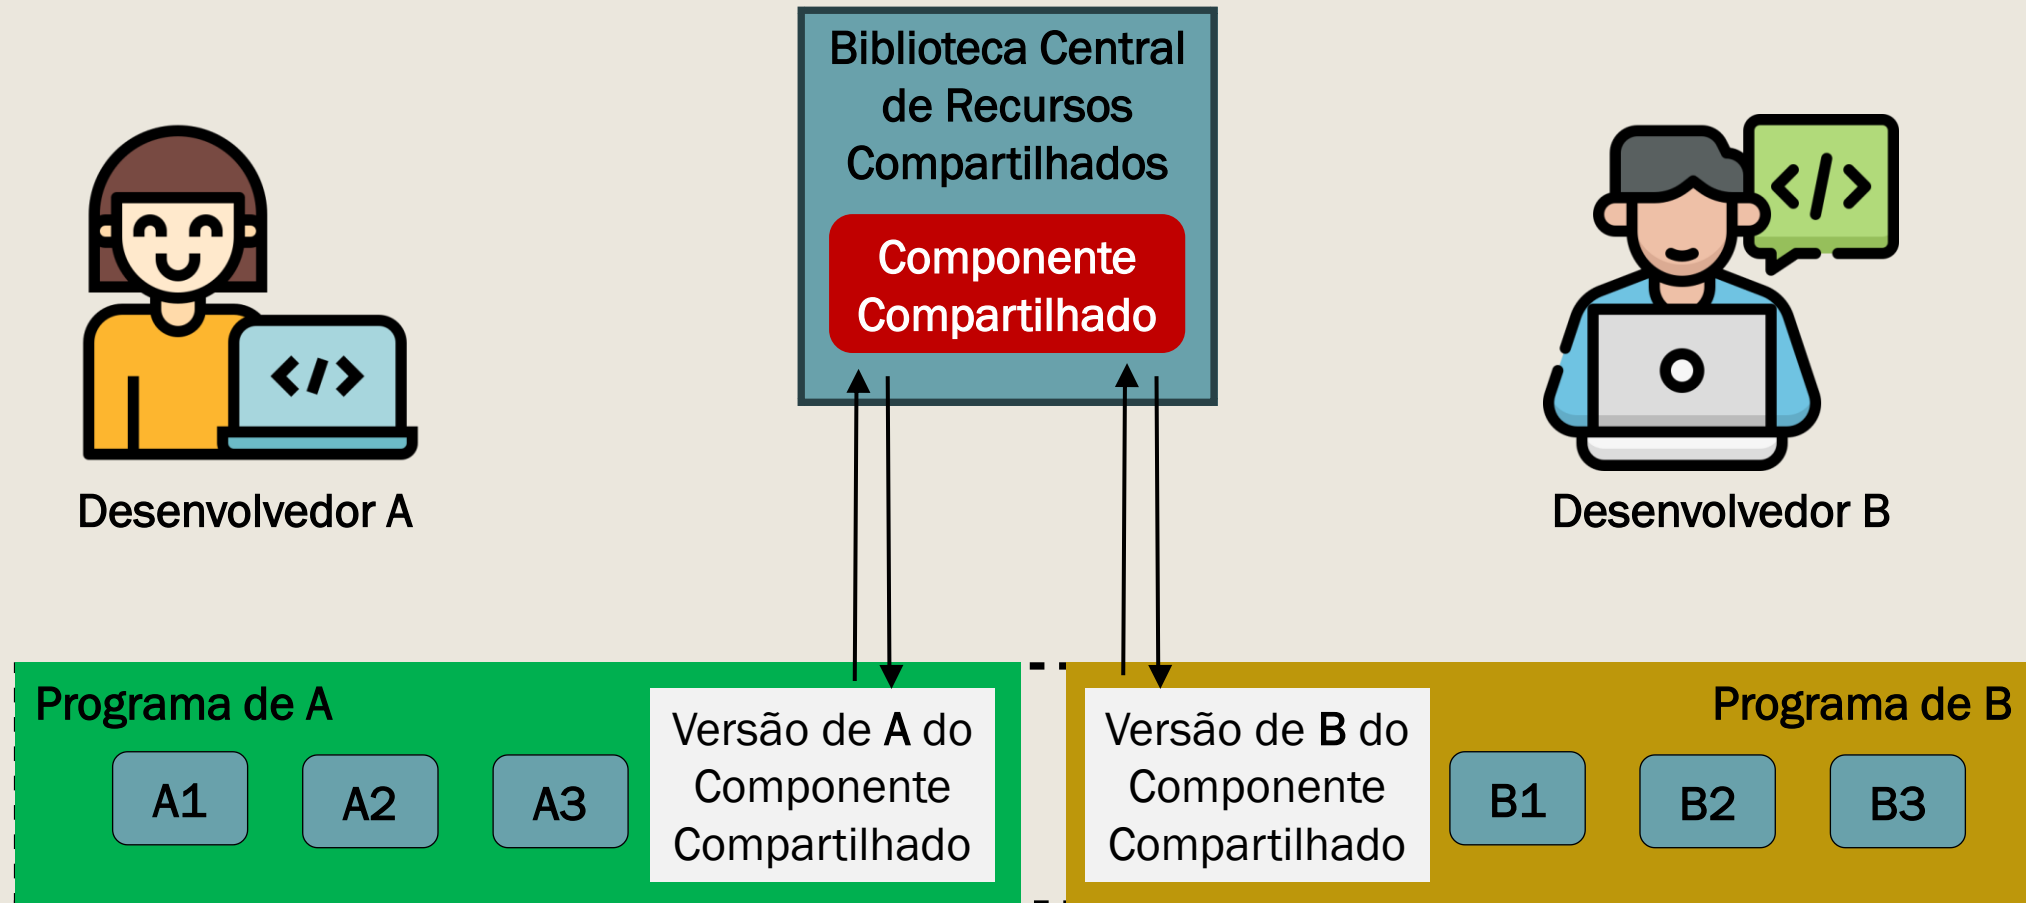 Biblioteca Central
de Recursos
Compartilhados
Componente
Compartilhado
</>
</>
Desenvolvedor A
Desenvolvedor B
Programa de A
A1
A2
A3
Versão de A do
Componente
Compartilhado
Versão de B do
Componente
Compartilhado
Programa de B
B1
B2
B3